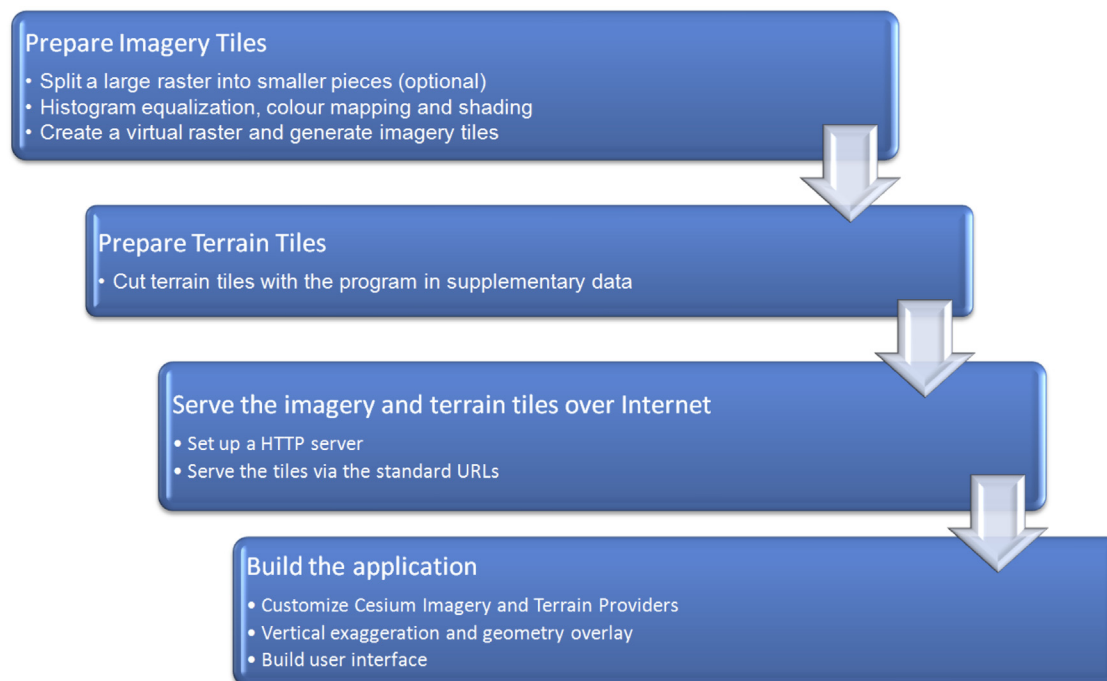 Prepare Imagery Tiles
• Split a large raster into smaller pieces (optional)
• Histogram equalization, colour mapping and shading
• Create a virtual raster and generate imagery tiles
Prepare Terrain Tiles
• Cut terrain tiles with the program in supplementary data
Serve the imagery and terrain tiles over Internet
• Set up a HTTP server
• Serve the tiles via the standard URLs
Build the application
• Customize Cesium Imagery and Terrain Providers
• Vertical exaggeration and geometry overlay
• Build user interface